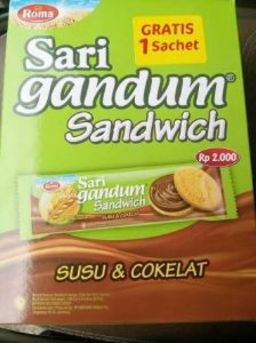 Roma
GRATIS
1 Sachet
Sari
gandum
Sandwich
Rp 2.000
Roma
Sari
gandum
Sandwich
SUSU & COKELAT
SUSU & COKELAT